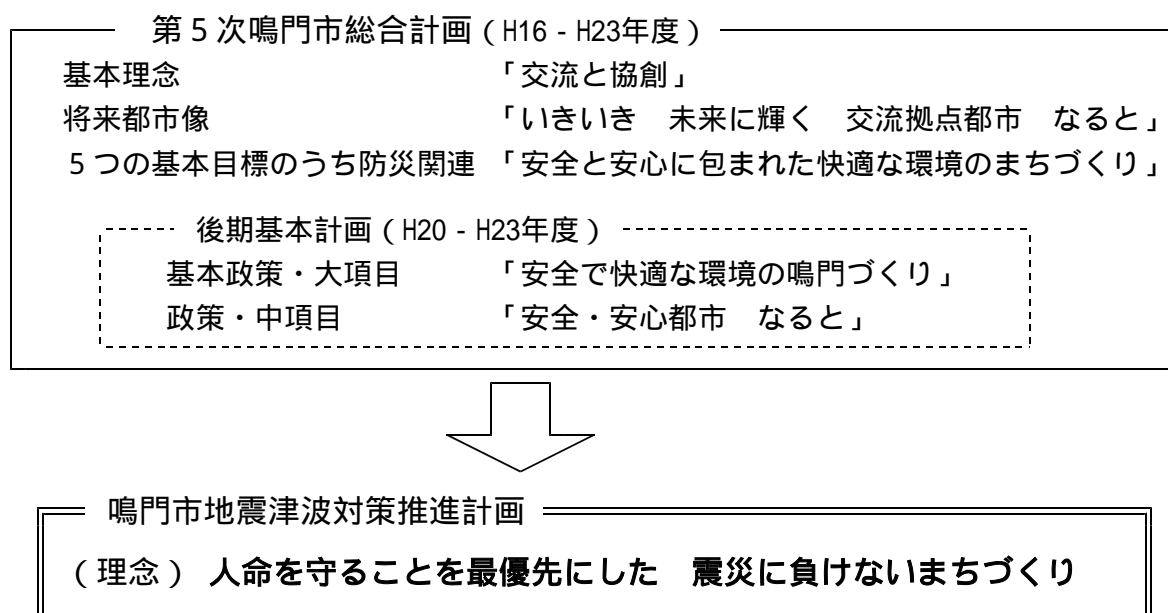 第５次鳴門市総合計画（H16 - H23年度）
基本理念　「交流と協創」
将来都市像　「いきいき　未来に輝く　交流拠点都市　なると」
５つの基本目標のうち防災関連　「安全と安心に包まれた快適な環境のまちづくり」
後期基本計画（H20 - H23年度）
基本政策・大項目　「安全で快適な環境の鳴門づくり」
政策・中項目　「安全・安心都市　なると」
鳴門市地震津波対策推進計画
（理念）　人命を守ることを最優先にした　震災に負けないまちづくり